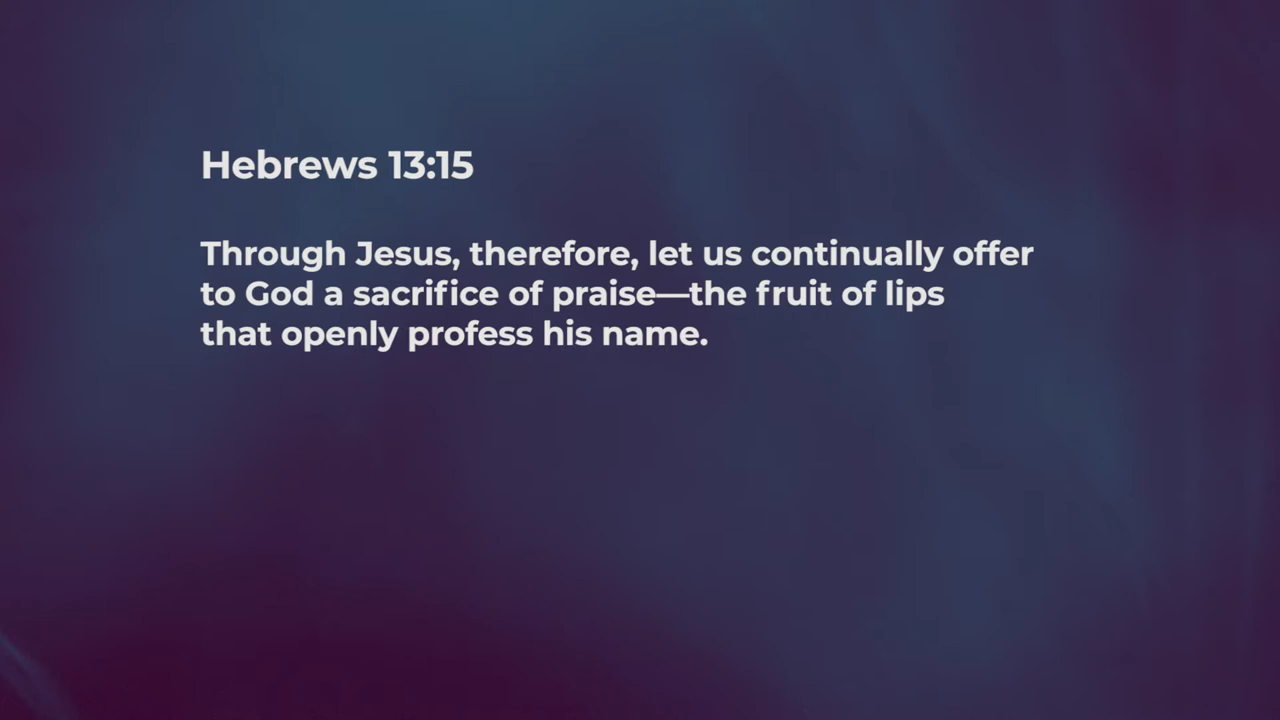 Hebrews 13:15
Through Jesus, therefore, let us continually offer
to God a sacrifice of praise—the fruit of lips
that openly profess his name.